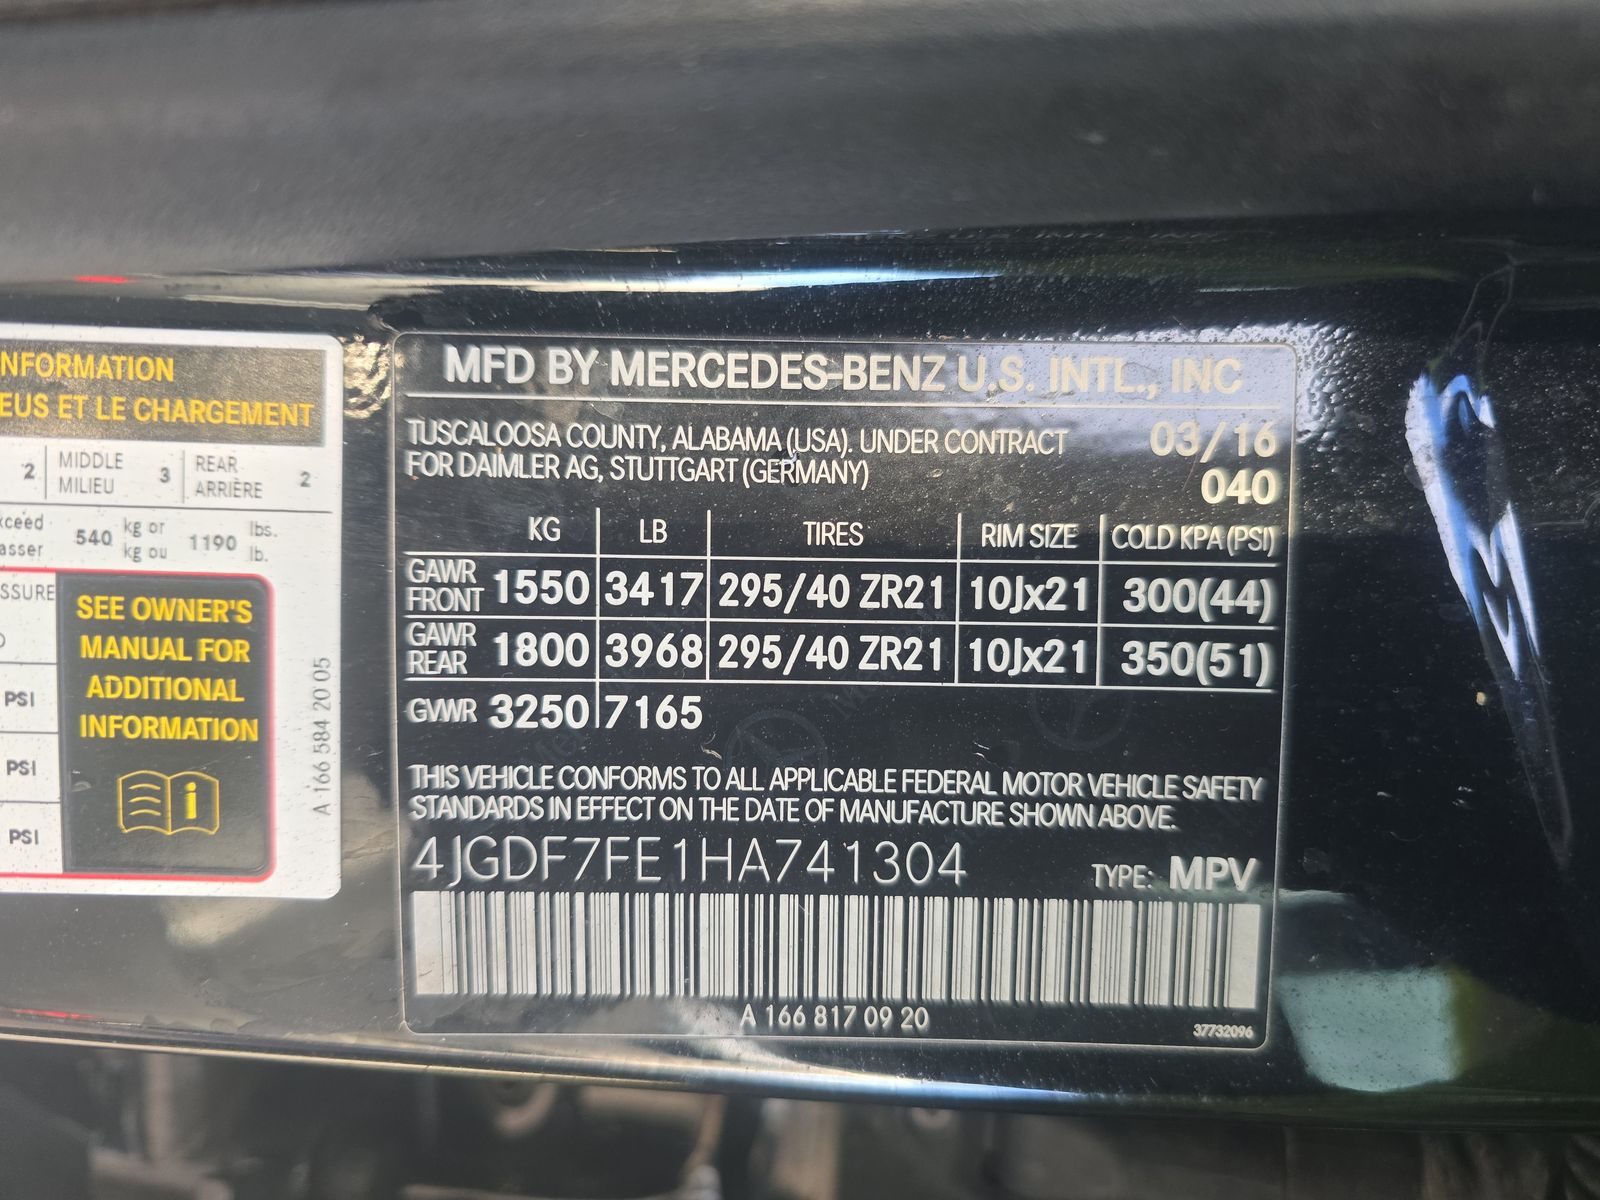 NFORMATION
EUS ET LE CHARGEMENT
2 MIDDLE 3 REAR 2
MILIEU ARRIÈRE
xceed 540 kg or 1190 lbs.
asser kg ou lb.
SSURE
SEE OWNER'S
MANUAL FOR
ADDITIONAL
INFORMATION
PSI
PSI
PSI
A 166 584 20 05
MFD BY MERCEDES-BENZ U.S. INTL., INC
TUSCALOOSA COUNTY, ALABAMA (USA). UNDER CONTRACT 03/16
FOR DAIMLER AG, STUTTGART (GERMANY) 040
KG LB TIRES RIM SIZE COLD KPA (PSI)
GAWR FRONT 1550 3417 295/40 ZR21 10Jx21 300(44)
GAWR REAR 1800 3968 295/40 ZR21 10Jx21 350(51)
GVWR 3250 7165
THIS VEHICLE CONFORMS TO ALL APPLICABLE FEDERAL MOTOR VEHICLE SAFETY
STANDARDS IN EFFECT ON THE DATE OF MANUFACTURE SHOWN ABOVE.
4JGDF7FE1HA741304 TYPE: MPV
A 166 817 09 20
37732096